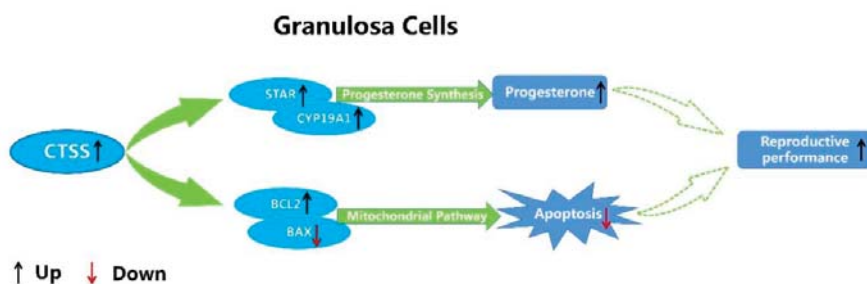 Granulosa Cells
STAR
CYP19A1
Progesterone Synthesis
Progesterone
CTSS
Reproductive
performance
BCL2
BAX
Mitochondrial Pathway
Apoptosis
↑ Up ↓ Down